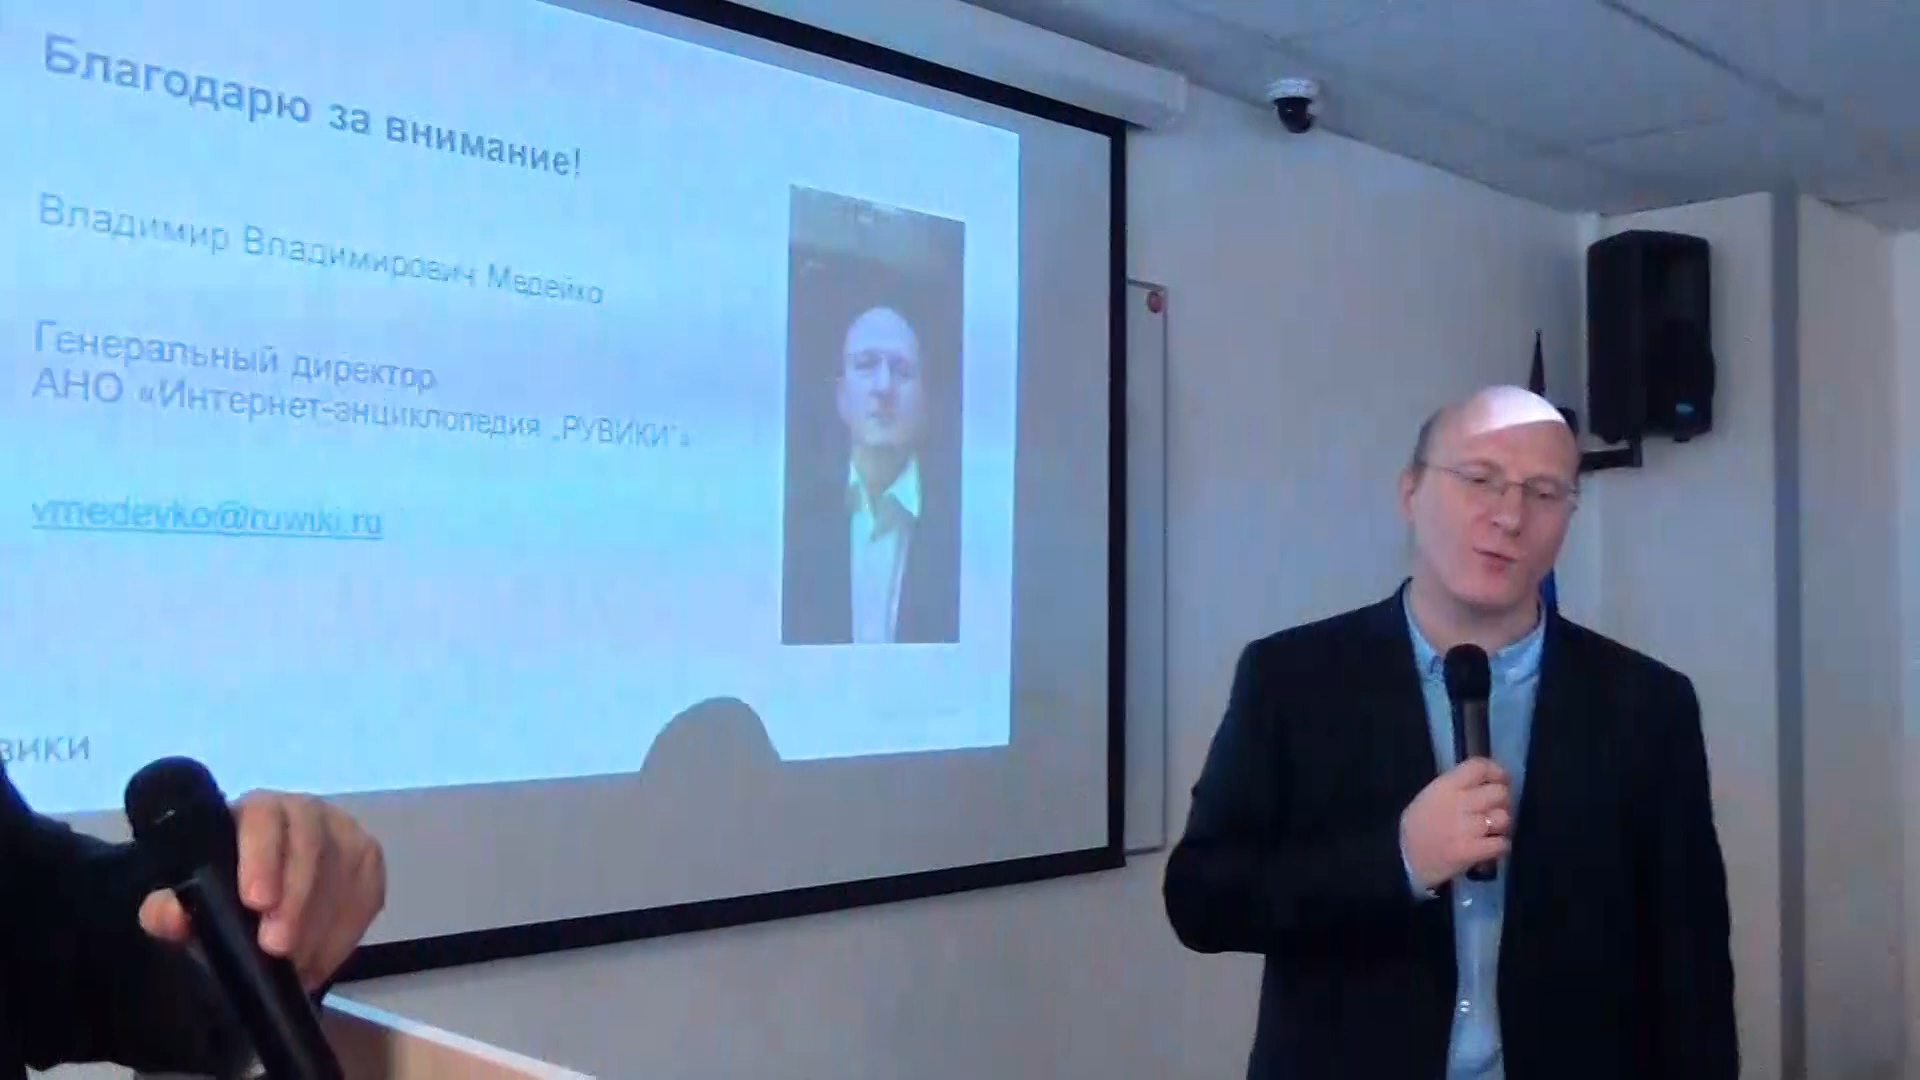 Благодарю за внимание!
Владимир Владимирович Медейко
Генеральный директор
АНО «Интернет-энциклопедия „РУВИКИ“»
vmedeyko@ruwiki.ru
вики